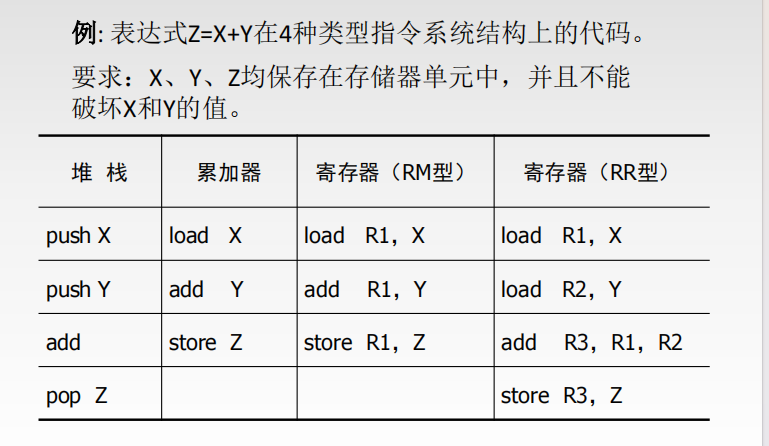 例: 表达式Z=X+Y在4种类型指令系统结构上的代码。
要求：X、Y、Z均保存在存储器单元中，并且不能
破坏X和Y的值。
堆 栈 累加器 寄存器（RM型） 寄存器（RR型）
push X load X load R1，X load R1，X
push Y add Y add R1，Y load R2，Y
add store Z store R1，Z add R3，R1，R2
pop Z store R3，Z